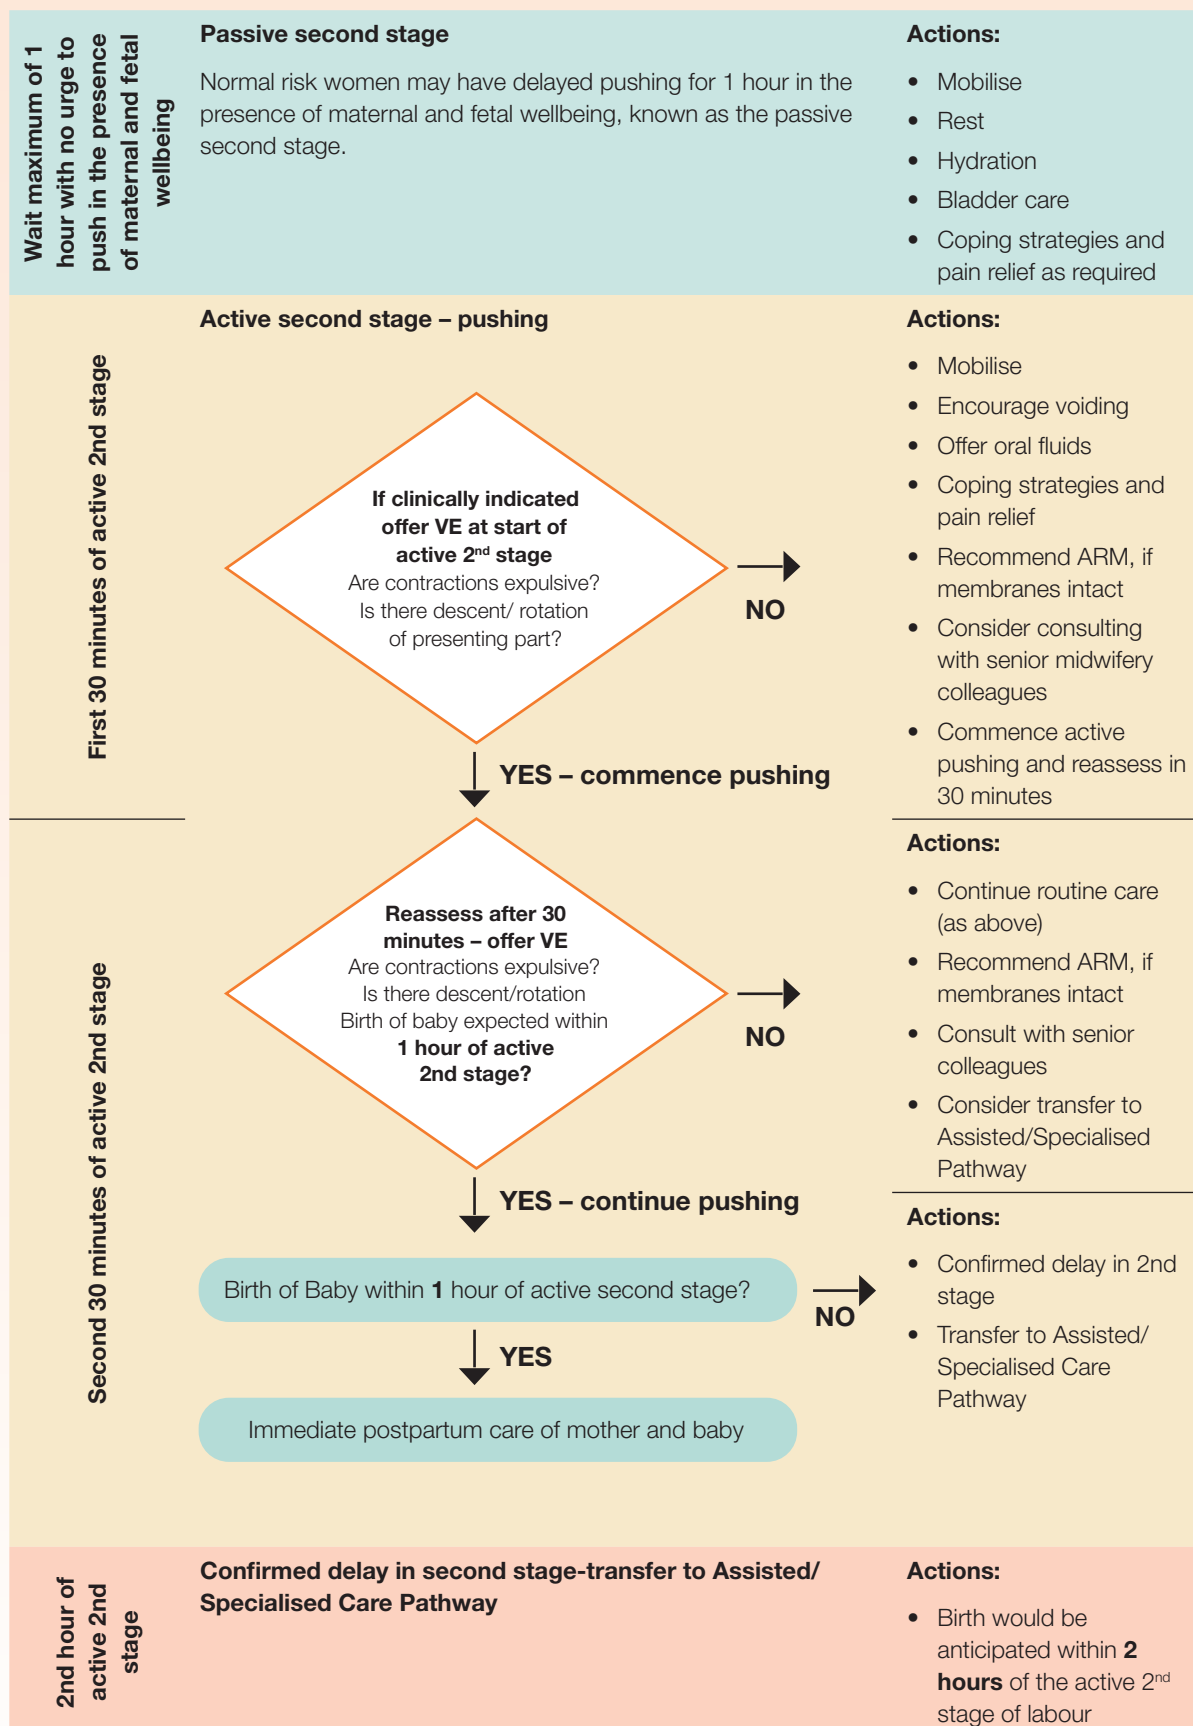 Wait maximum of 1
hour with no urge to
push in the presence
of maternal and fetal
wellbeing
Passive second stage
Normal risk women may have delayed pushing for 1 hour in the
presence of maternal and fetal wellbeing, known as the passive
second stage.
Actions:
• Mobilise
• Rest
• Hydration
• Bladder care
• Coping strategies and
pain relief as required
First 30 minutes of active 2nd stage
Active second stage – pushing
If clinically indicated
offer VE at start of
active 2nd stage
Are contractions expulsive?
Is there descent/ rotation
of presenting part?
NO
YES – commence pushing
Actions:
• Mobilise
• Encourage voiding
• Offer oral fluids
• Coping strategies and
pain relief
• Recommend ARM, if
membranes intact
• Consider consulting
with senior midwifery
colleagues
• Commence active
pushing and reassess in
30 minutes
Second 30 minutes of active 2nd stage
Reassess after 30
minutes – offer VE
Are contractions expulsive?
Is there descent/rotation
Birth of baby expected within
1 hour of active
2nd stage?
NO
YES – continue pushing
Actions:
• Continue routine care
(as above)
• Recommend ARM, if
membranes intact
• Consult with senior
colleagues
• Consider transfer to
Assisted/Specialised
Pathway
Birth of Baby within 1 hour of active second stage?
NO
YES
Immediate postpartum care of mother and baby
Actions:
• Confirmed delay in 2nd
stage
• Transfer to Assisted/
Specialised Care
Pathway
2nd hour of
active 2nd
stage
Confirmed delay in second stage-transfer to Assisted/
Specialised Care Pathway
Actions:
• Birth would be
anticipated within 2
hours of the active 2nd
stage of labour